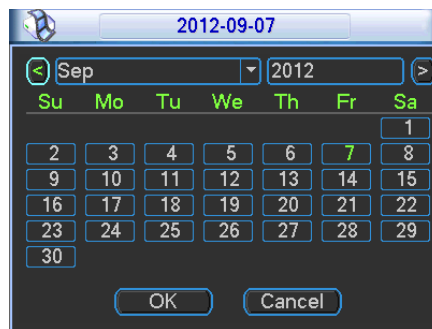 2012-09-07
< Sep 2012 >
Su Mo Tu We Th Fr Sa
1
2 3 4 5 6 7 8
9 10 11 12 13 14 15
16 17 18 19 20 21 22
23 24 25 26 27 28 29
30
OK Cancel